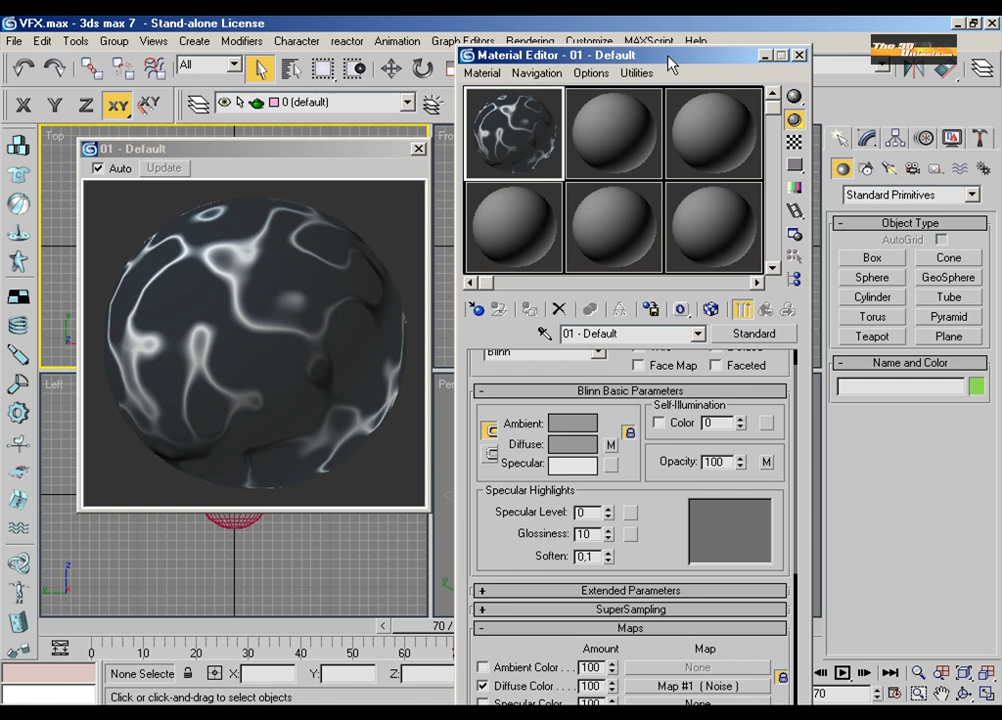 VFX.max - 3ds max 7 - Stand-alone License
File Edit Tools Group Views Create Modifiers Character reactor Animation Graph Editors Rendering Customize MAXScript Help
The 3D
All
Material Editor - 01 - Default
Material Navigation Options Utilities
X Y Z XY
0 (default)
Top
01 - Default
Auto Update
Standard Primitives
Object Type
AutoGrid
Box Cone
Sphere GeoSphere
Cylinder Tube
Torus Pyramid
Teapot Plane
Name and Color
01 - Default Standard
Blinn
Face Map Faceted
Left
Blinn Basic Parameters
Self-Illumination
Ambient:
Color 0
Diffuse: M
Specular:
Opacity: 100 M
Specular Highlights
Specular Level: 0
Glossiness: 10
Soften: 0,1
Extended Parameters
SuperSampling
Maps
Amount Map
Ambient Color . . . 100 None
Diffuse Color . . . . 100 Map #1 ( Noise )
70 /
0 10 20 30 40 50 60
None Selecte X: Y: Z:
70
Click or click-and-drag to select objects